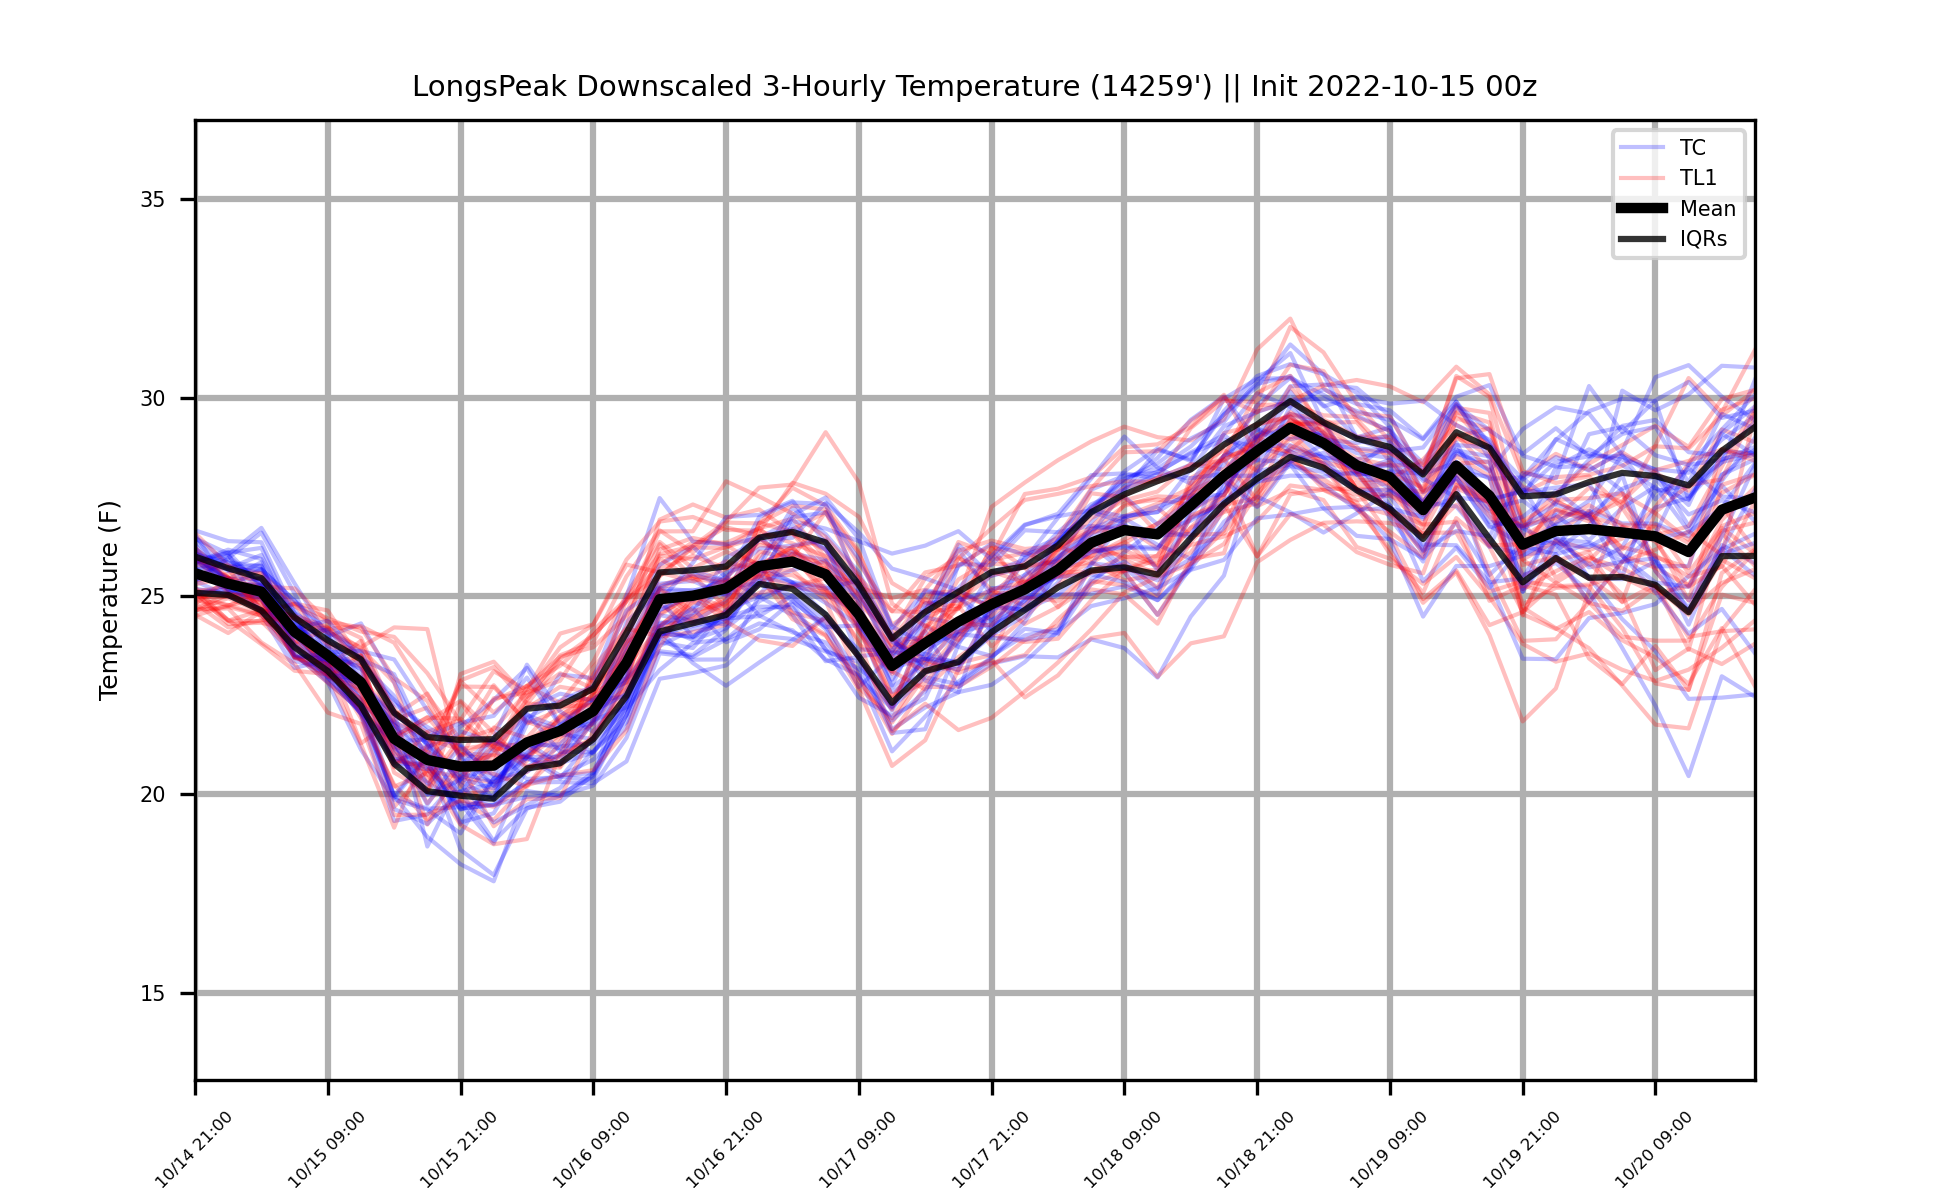 LongsPeak Downscaled 3-Hourly Temperature (14259') || Init 2022-10-15 00z
TC
TL1
Mean
IQRs
Temperature (F)
35
30
25
20
15
10/14 21:00
10/15 09:00
10/15 21:00
10/16 09:00
10/16 21:00
10/17 09:00
10/17 21:00
10/18 09:00
10/18 21:00
10/19 09:00
10/19 21:00
10/20 09:00